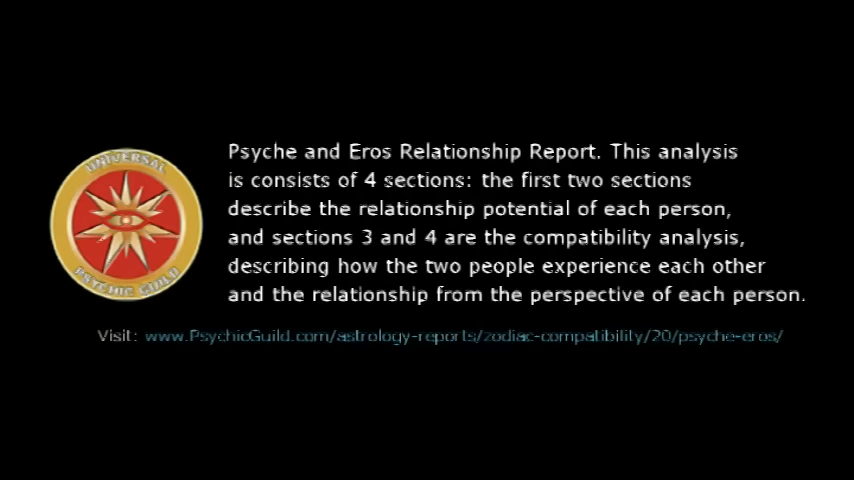 UNIVERSAL
PSYCHIC GUILD
Psyche and Eros Relationship Report. This analysis
is consists of 4 sections: the first two sections
describe the relationship potential of each person,
and sections 3 and 4 are the compatibility analysis,
describing how the two people experience each other
and the relationship from the perspective of each person.
Visit: www.PsychicGuild.com/astrology-reports/zodiac-compatibility/20/psyche-eros/